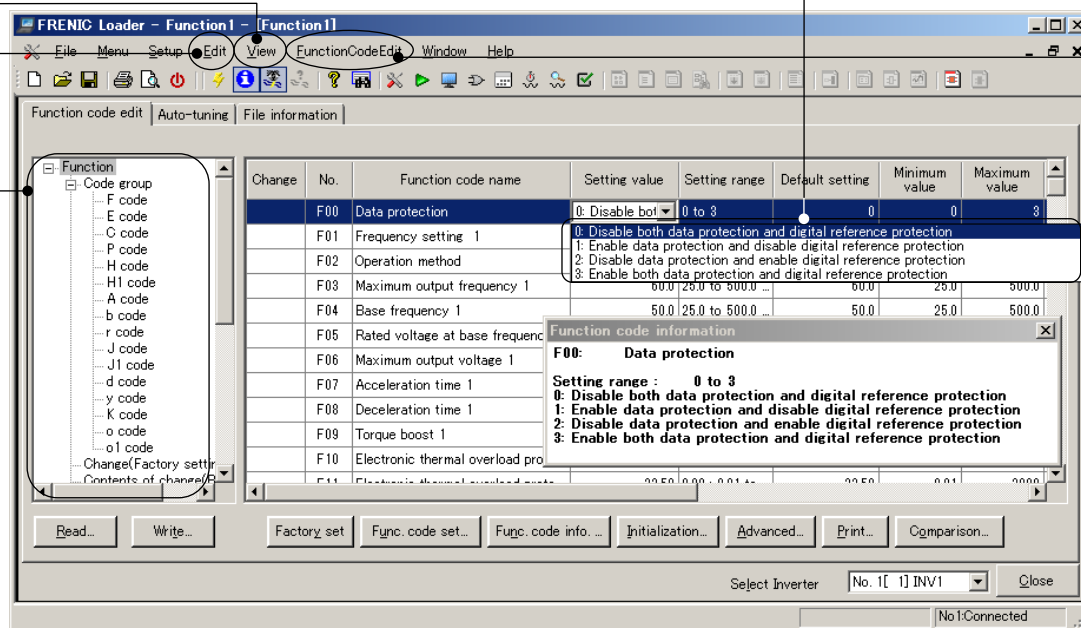 FRENIC Loader - Function1 - [Function1]
File Menu Setup Edit View FunctionCodeEdit Window Help
Function code edit Auto-tuning File information
Function
Code group
F code
E code
C code
P code
H code
H1 code
A code
b code
r code
J code
J1 code
d code
y code
K code
o code
o1 code
Change(Factory settin
Contents of change(
Change No. Function code name Setting value Setting range Default setting Minimum value Maximum value
F00 Data protection 0: Disable bot 0 to 3 0 0 3
0: Disable both data protection and digital reference protection
1: Enable data protection and disable digital reference protection
2: Disable data protection and enable digital reference protection
3: Enable both data protection and digital reference protection
F01 Frequency setting 1
F02 Operation method
F03 Maximum output frequency 1 60.0 25.0 to 500.0 ... 60.0 25.0 500.0
F04 Base frequency 1 50.0 25.0 to 500.0 ... 50.0 25.0 500.0
F05 Rated voltage at base frequenc
F06 Maximum output voltage 1
F07 Acceleration time 1
F08 Deceleration time 1
F09 Torque boost 1
F10 Electronic thermal overload pro
F11 Electronic thermal overload prote
Function code information
F00: Data protection
Setting range : 0 to 3
0: Disable both data protection and digital reference protection
1: Enable data protection and disable digital reference protection
2: Disable data protection and enable digital reference protection
3: Enable both data protection and digital reference protection
Read... Write... Factory set Func. code set... Func. code info. ... Initialization... Advanced... Print... Comparison...
Select Inverter No. 1[ 1] INV1 Close
No1:Connected